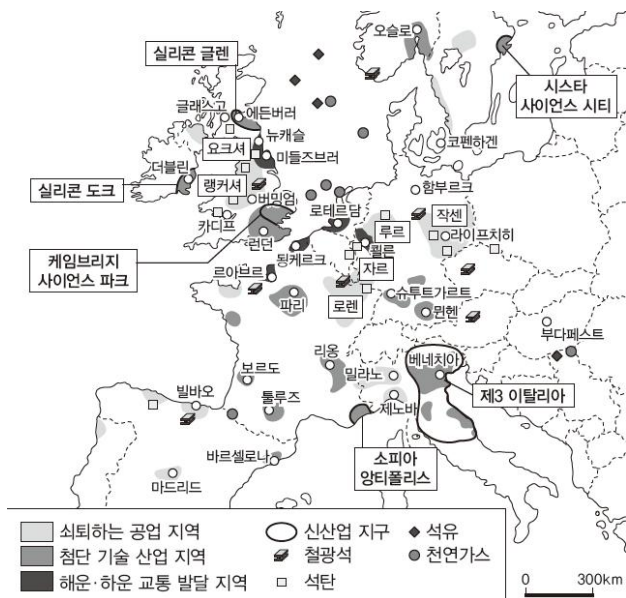 오슬로
실리콘 글렌
시스타
사이언스 시티
글래스고
에든버러
뉴캐슬
요크셔
미들즈브러
코펜하겐
더블린
랭커셔
함부르크
실리콘 도크
버밍엄
로테르담
작센
카디프
루르
라이프치히
런던
쾰른
케임브리지
사이언스 파크
됭케르크
자르
르아브르
슈투트가르트
파리
로렌
뮌헨
부다페스트
리옹
베네치아
보르도
밀라노
빌바오
제3 이탈리아
툴루즈
제노바
바르셀로나
소피아
앙티폴리스
마드리드
쇠퇴하는 공업 지역
신산업 지구
석유
첨단 기술 산업 지역
철광석
천연가스
해운·하운 교통 발달 지역
석탄
0 300km